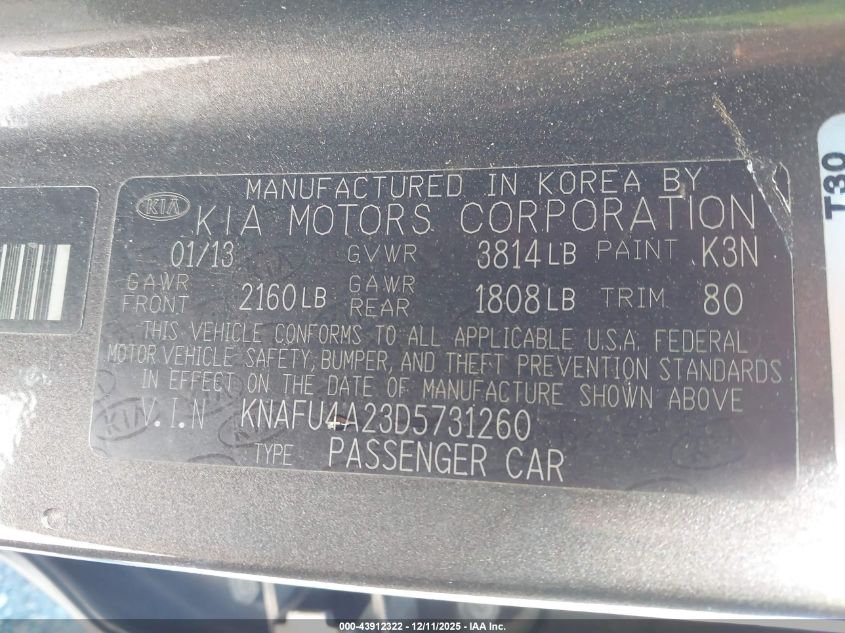 MANUFACTURED IN KOREA BY
KIA KIA MOTORS CORPORATION
01/13 GVWR 3814 LB PAINT K3N
GAWR FRONT 2160 LB GAWR REAR 1808 LB TRIM 80
THIS VEHICLE CONFORMS TO ALL APPLICABLE U.S.A. FEDERAL
MOTOR VEHICLE SAFETY, BUMPER, AND THEFT PREVENTION STANDARDS
IN EFFECT ON THE DATE OF MANUFACTURE SHOWN ABOVE
V.I.N KNAFU4A23D5731260
TYPE PASSENGER CAR
T30
000-43912322 - 12/11/2025 - IAA Inc.